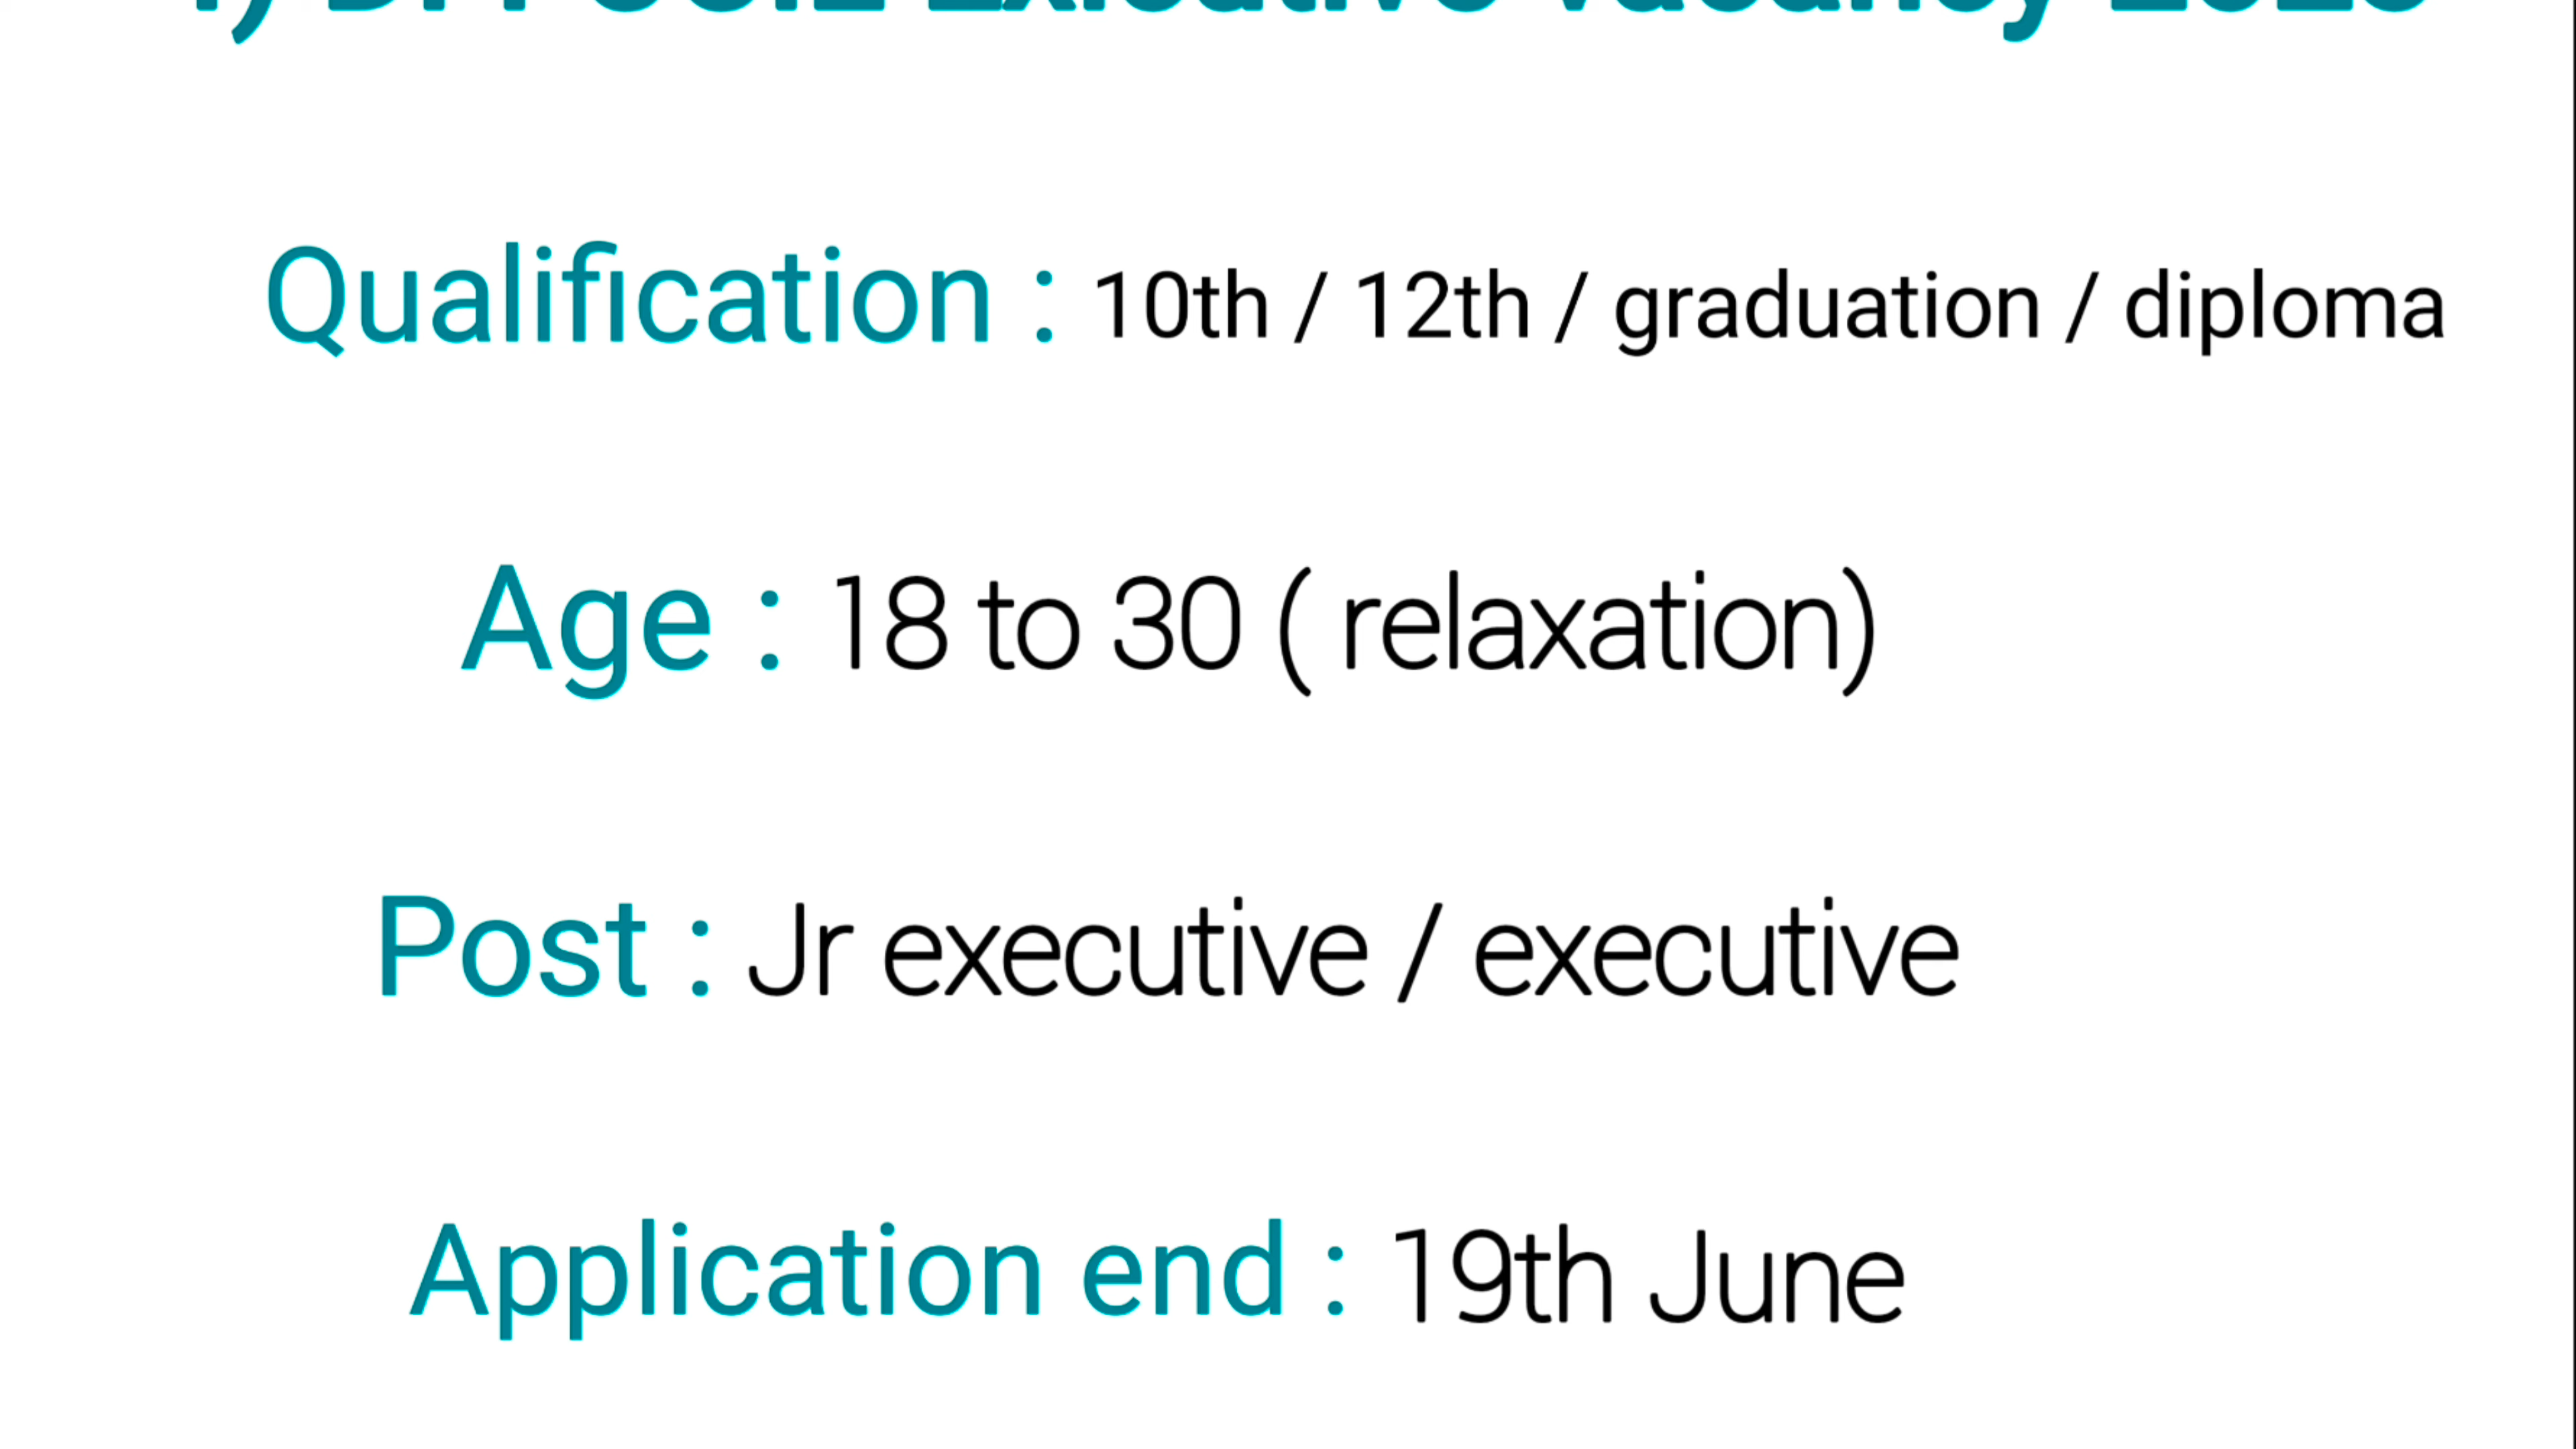 Qualification : 10th / 12th / graduation / diploma
Age : 18 to 30 ( relaxation)
Post : Jr executive / executive
Application end : 19th June